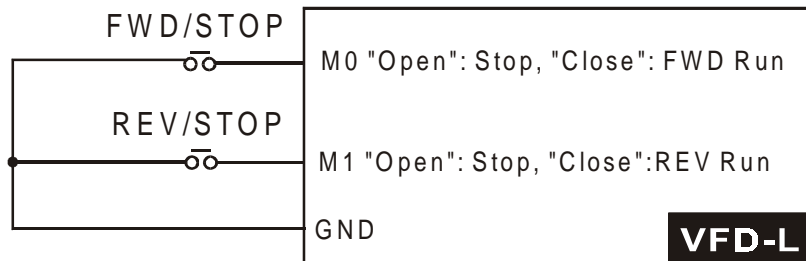 FWD/STOP
M0 "Open": Stop, "Close": FWD Run
REV/STOP
M1 "Open": Stop, "Close":REV Run
GND
VFD-L